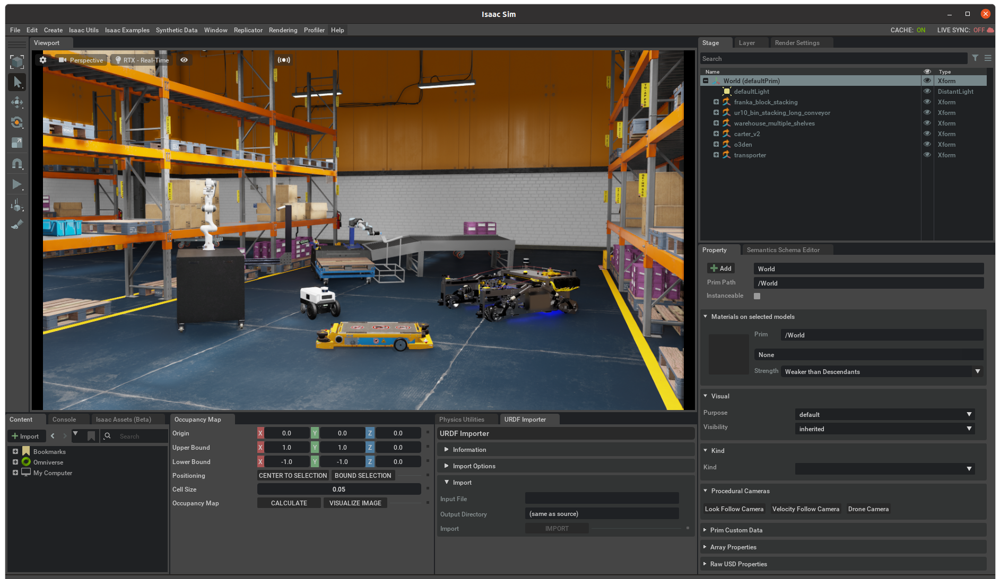 Isaac Sim
File Edit Create Isaac Utils Isaac Examples Synthetic Data Window Replicator Rendering Profiler Help CACHE: ON LIVE SYNC: OFF
Viewport
Perspective RTX - Real-Time
Stage Layer Render Settings
Search
Name Type
World (defaultPrim) Xform
defaultLight DistantLight
franka_block_stacking Xform
ur10_bin_stacking_long_conveyor Xform
warehouse_multiple_shelves Xform
carter_v2 Xform
o3den Xform
transporter Xform
Property Semantics Schema Editor
Add World
Prim Path /World
Instanceable
Materials on selected models
Prim /World
None
Strength Weaker than Descendants
Visual
Purpose default
Visibility inherited
Kind
Kind
Procedural Cameras
Look Follow Camera Velocity Follow Camera Drone Camera
Prim Custom Data
Array Properties
Raw USD Properties
Content Console Isaac Assets (Beta)
Import Search
Bookmarks
Omniverse
My Computer
Occupancy Map
Origin X 0.0 Y 0.0 Z 0.0
Upper Bound X 1.0 Y 1.0 Z 0.0
Lower Bound X -1.0 Y -1.0 Z 0.0
Positioning CENTER TO SELECTION BOUND SELECTION
Cell Size 0.05
Occupancy Map CALCULATE VISUALIZE IMAGE
Physics Utilities URDF Importer
URDF Importer
Information
Import Options
Import
Input File
Output Directory (same as source)
Import IMPORT